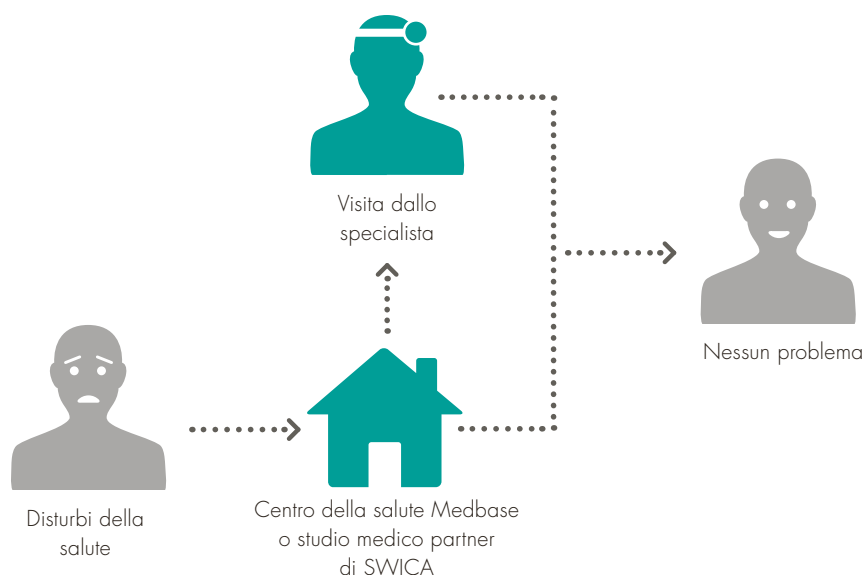 Visita dallo
specialista
Nessun problema
Disturbi della
salute
Centro della salute Medbase
o studio medico partner
di SWICA